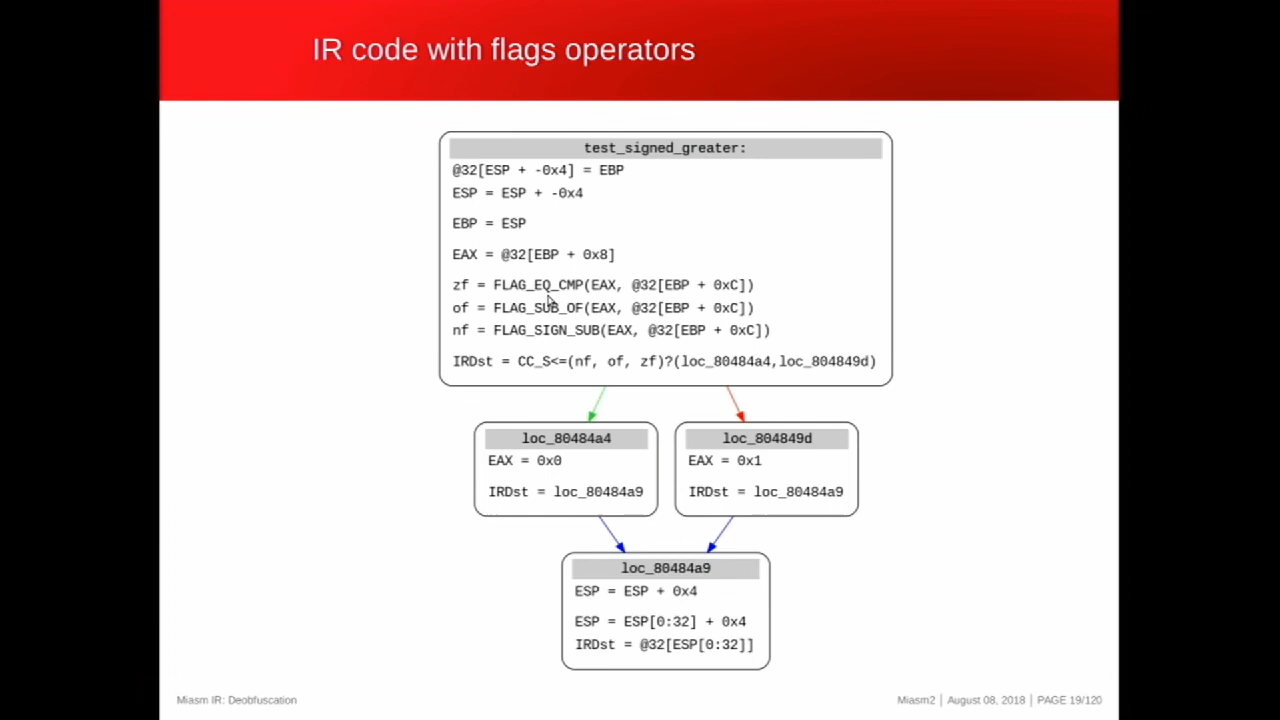 IR code with flags operators
test_signed_greater:
@32[ESP + -0x4] = EBP
ESP = ESP + -0x4
EBP = ESP
EAX = @32[EBP + 0x8]
zf = FLAG_EQ_CMP(EAX, @32[EBP + 0xC])
of = FLAG_SUB_OF(EAX, @32[EBP + 0xC])
nf = FLAG_SIGN_SUB(EAX, @32[EBP + 0xC])
IRDst = CC_S<=(nf, of, zf)?(loc_80484a4,loc_804849d)
loc_80484a4
EAX = 0x0
IRDst = loc_80484a9
loc_804849d
EAX = 0x1
IRDst = loc_80484a9
loc_80484a9
ESP = ESP + 0x4
ESP = ESP[0:32] + 0x4
IRDst = @32[ESP[0:32]]
Miasm IR: Deobfuscation
Miasm2 | August 08, 2018 | PAGE 19/120